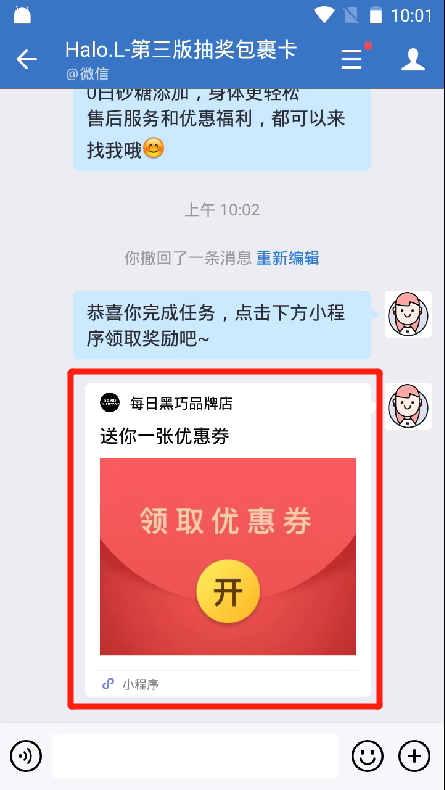 10:01
Halo.L-第三版抽奖包裹卡
@微信
0白砂糖添加，身体更轻松
售后服务和优惠福利，都可以来
找我哦😊
上午 10:02
你撤回了一条消息 重新编辑
恭喜你完成任务，点击下方小程
序领取奖励吧~
每日黑巧品牌店
送你一张优惠券
领取优惠券
开
小程序